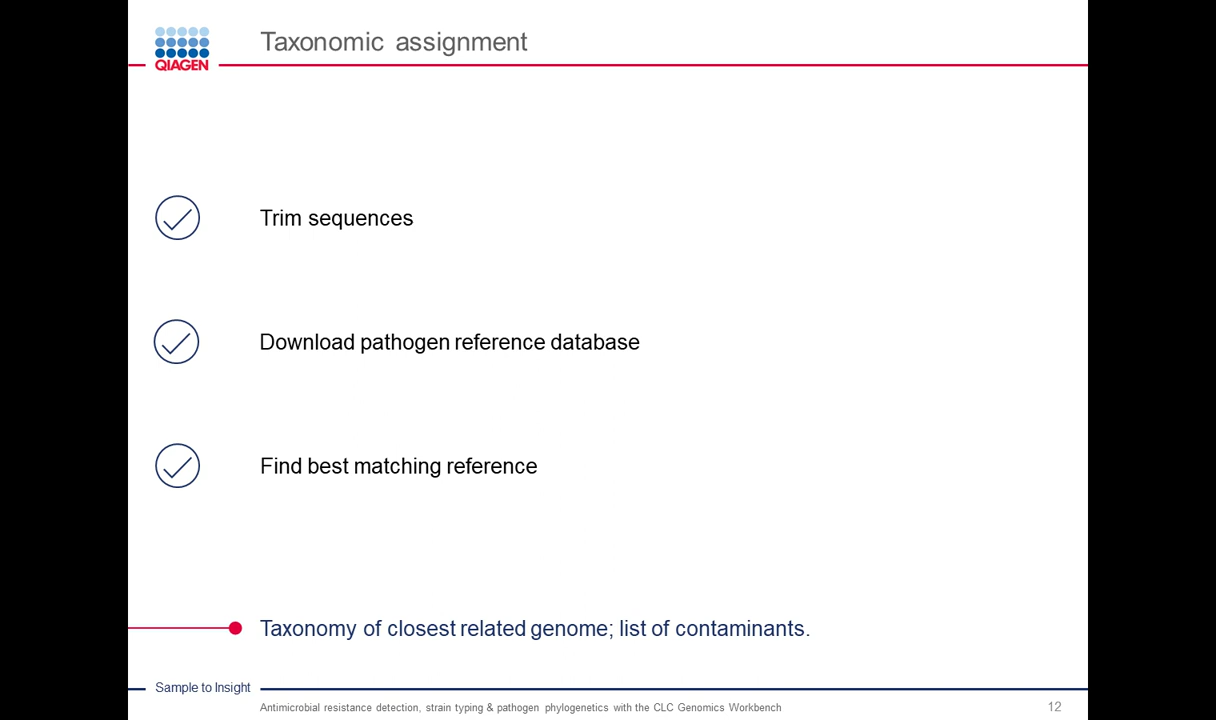 QIAGEN
Taxonomic assignment
Trim sequences
Download pathogen reference database
Find best matching reference
Taxonomy of closest related genome; list of contaminants.
Sample to Insight
Antimicrobial resistance detection, strain typing & pathogen phylogenetics with the CLC Genomics Workbench
12